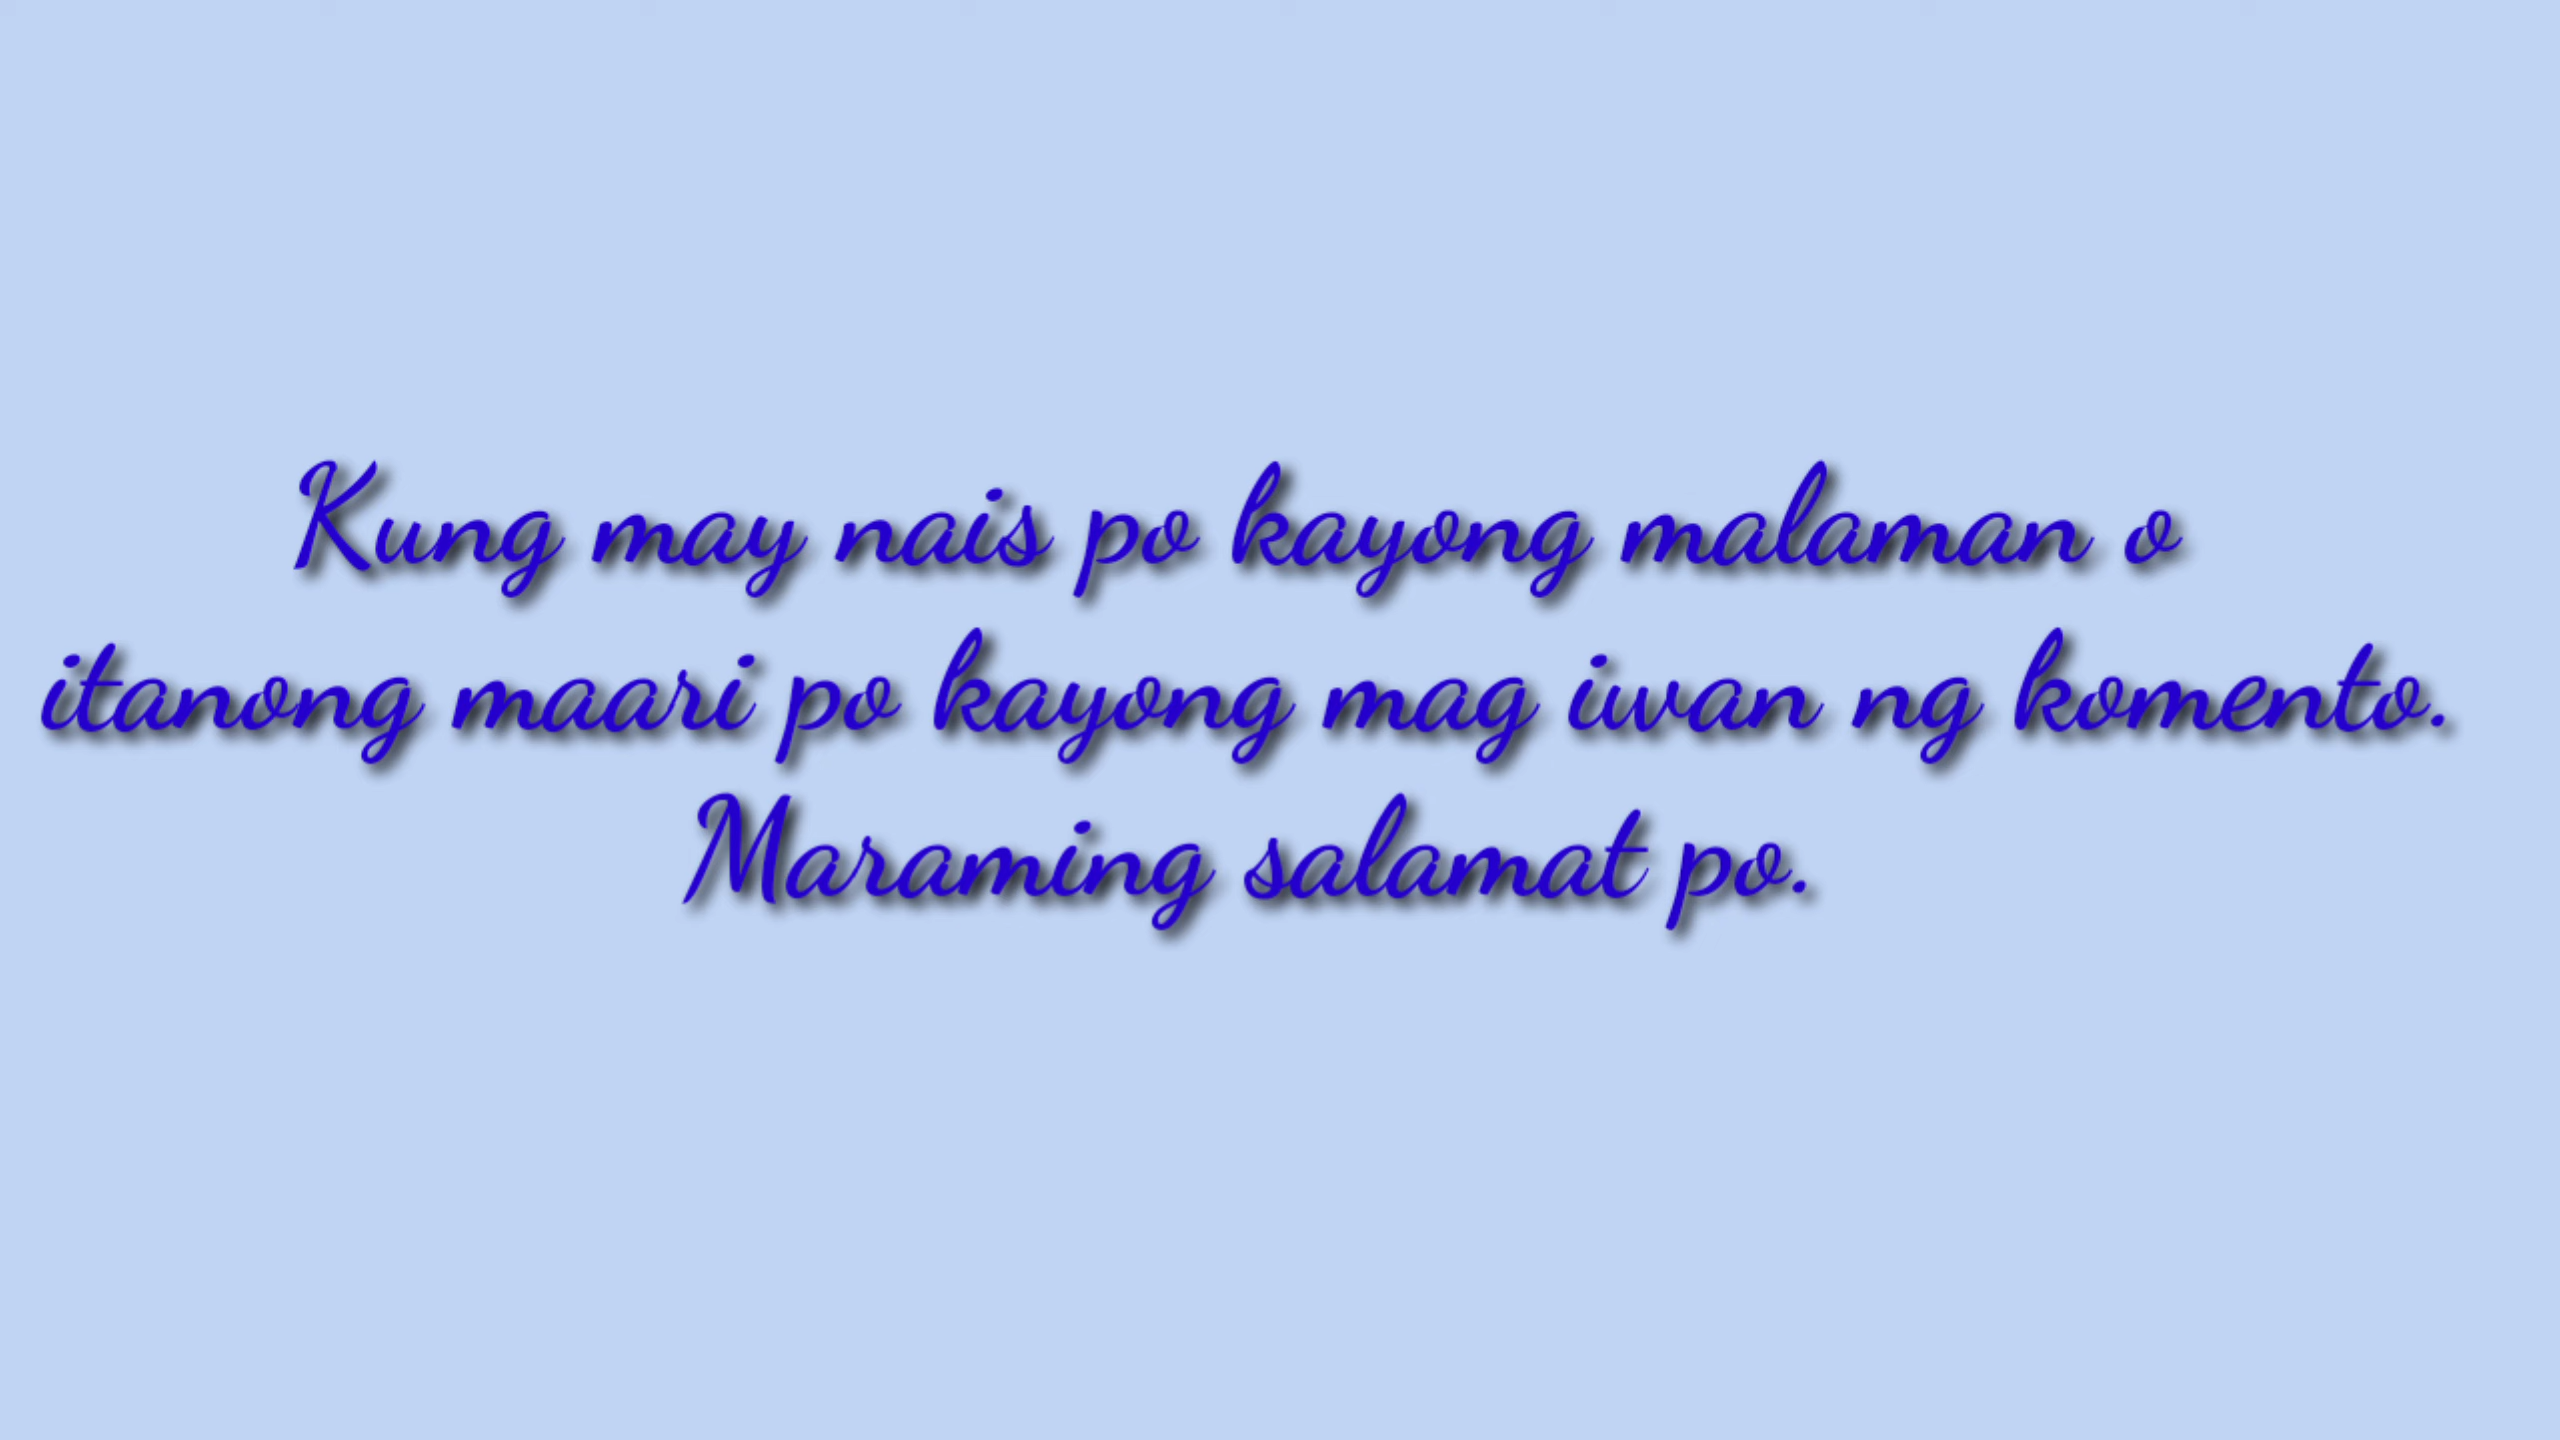 Kung may nais po kayong malaman o
itanong maari po kayong mag iwan ng komento.
Maraming salamat po.